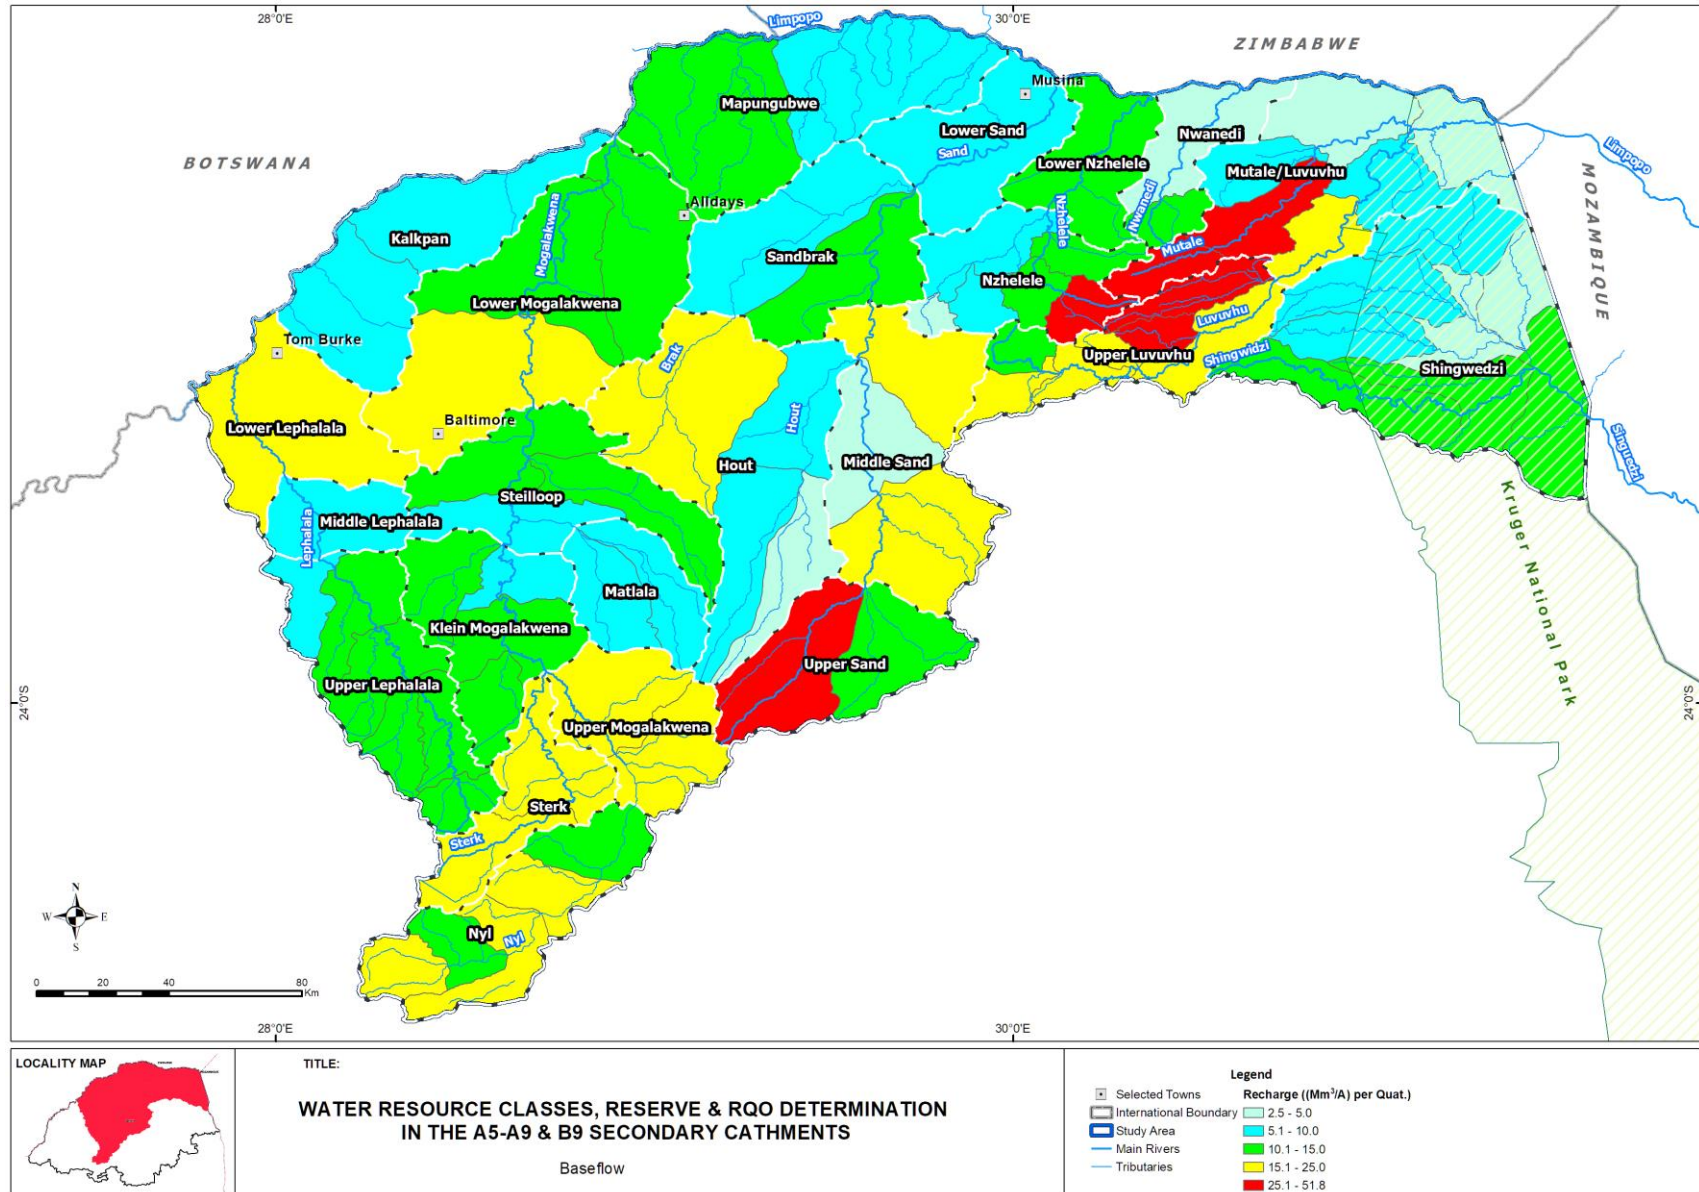 28°0'E
30°0'E
Limpopo
ZIMBABWE
Musina
Mapungubwe
Lower Sand
Nwanedi
BOTSWANA
Sand
Lower Nzhelele
Limpopo
Mutale/Luvuvhu
MOZAMBIQUE
Alldays
Nzhelele
Nwanedi
Mogalakwena
Kalkpan
Mutale
Sandbrak
Nzhelele
Lower Mogalakwena
Luvuvhu
Tom Burke
Brak
Upper Luvuvhu
Shingwidzi
Shingwedzi
Baltimore
Lower Lephalala
Hout
Singuedzi
Hout
Middle Sand
Steilloop
Middle Lephalala
Lephalala
Kruger National Park
Matlala
Klein Mogalakwena
Upper Sand
Upper Lephalala
24°0'S
24°0'S
Upper Mogalakwena
Sterk
Sterk
Nyl
Nyl
N
W E
S
0 20 40 80
Km
28°0'E
30°0'E
LOCALITY MAP
TITLE:
WATER RESOURCE CLASSES, RESERVE & RQO DETERMINATION
IN THE A5-A9 & B9 SECONDARY CATHMENTS
Baseflow
Legend
Selected Towns
International Boundary
Study Area
Main Rivers
Tributaries
Recharge ((Mm³/A) per Quat.)
2.5 - 5.0
5.1 - 10.0
10.1 - 15.0
15.1 - 25.0
25.1 - 51.8